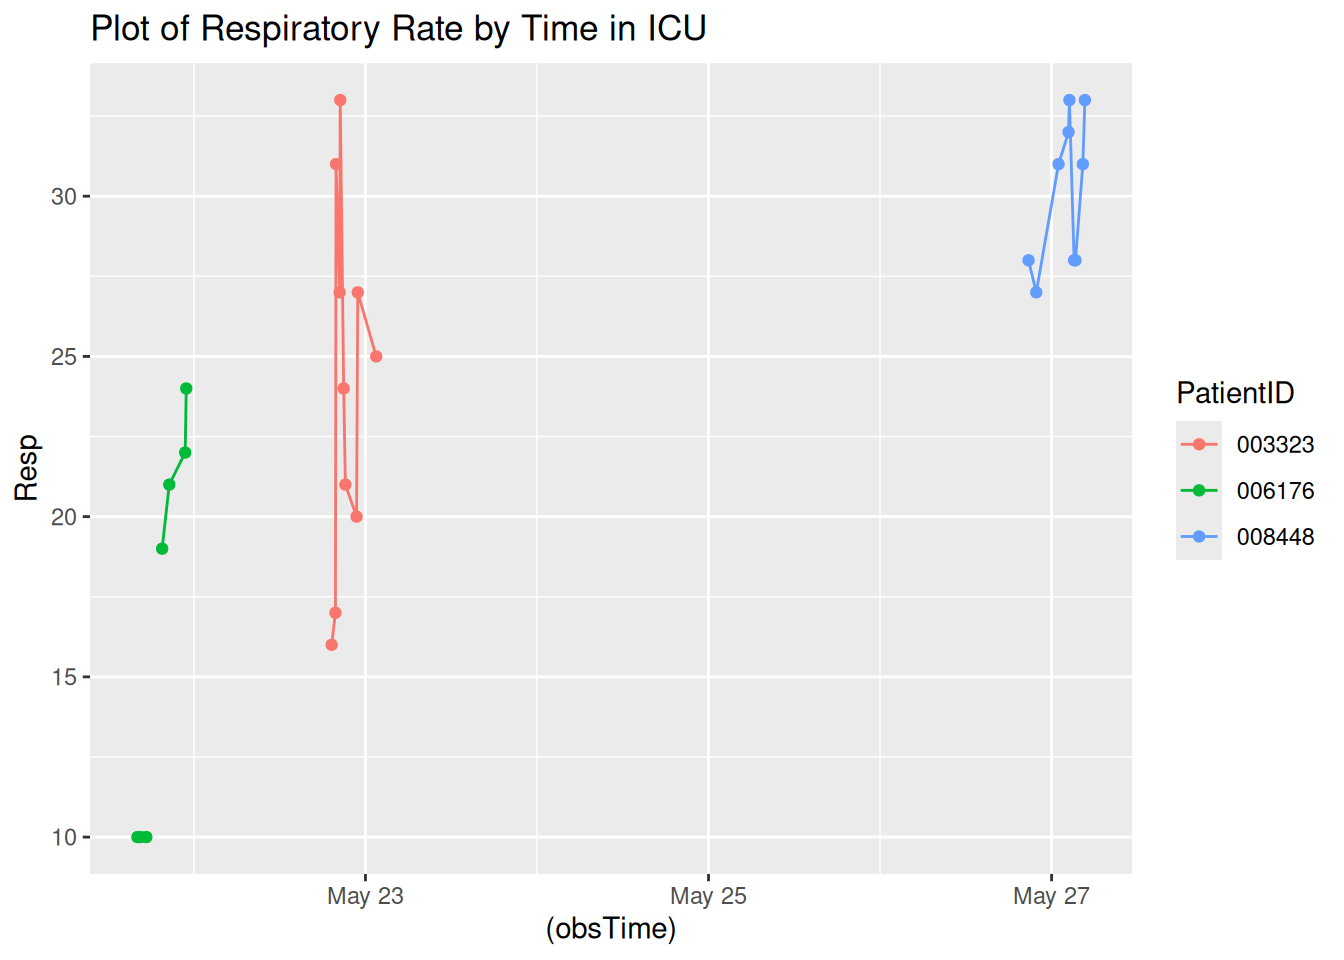 Plot of Respiratory Rate by Time in ICU
Resp
30
25
20
15
10
May 23
May 25
May 27
(obsTime)
PatientID
003323
006176
008448